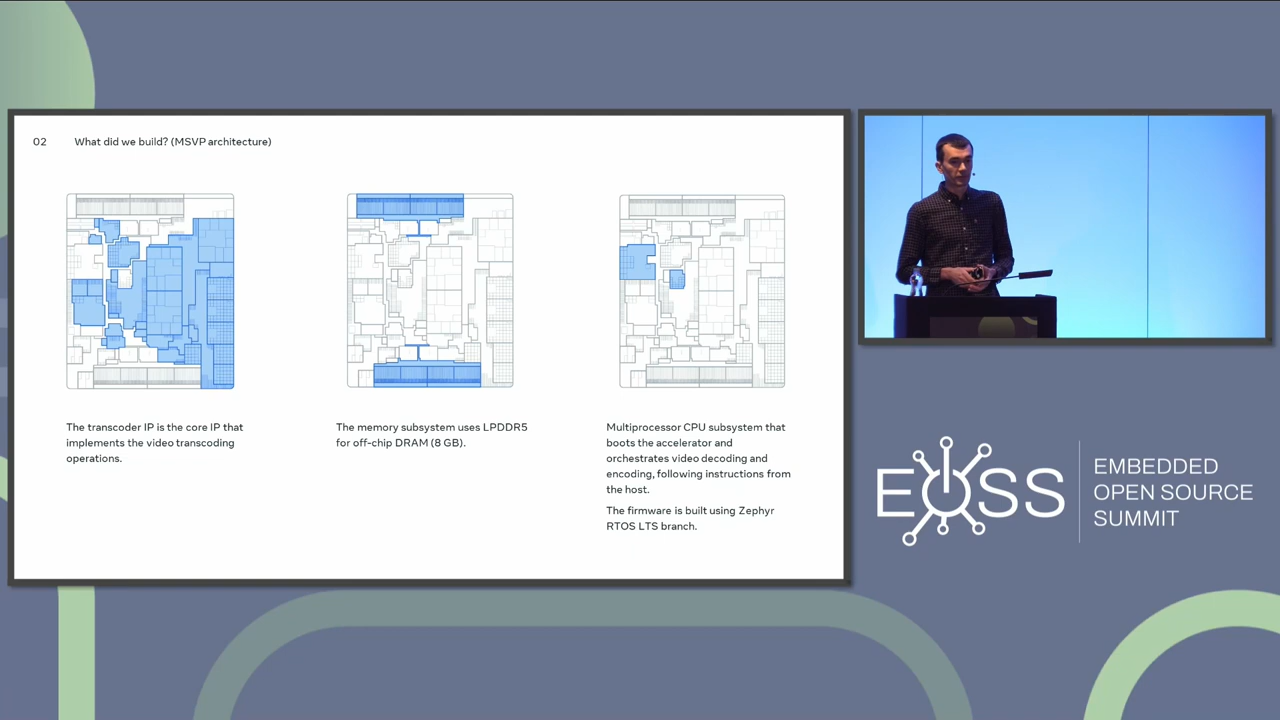 02 What did we build? (MSVP architecture)
The transcoder IP is the core IP that
implements the video transcoding
operations.
The memory subsystem uses LPDDR5
for off-chip DRAM (8 GB).
Multiprocessor CPU subsystem that
boots the accelerator and
orchestrates video decoding and
encoding, following instructions from
the host.
The firmware is built using Zephyr
RTOS LTS branch.
EOSS
EMBEDDED
OPEN SOURCE
SUMMIT